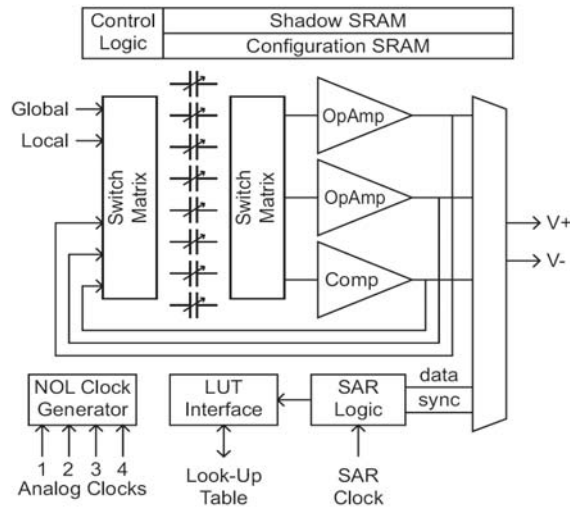 Control
Logic
Shadow SRAM
Configuration SRAM
Global
Local
Switch
Matrix
Switch
Matrix
OpAmp
OpAmp
Comp
V+
V-
NOL Clock
Generator
LUT
Interface
SAR
Logic
data
sync
1 2 3 4
Analog Clocks
Look-Up
Table
SAR
Clock